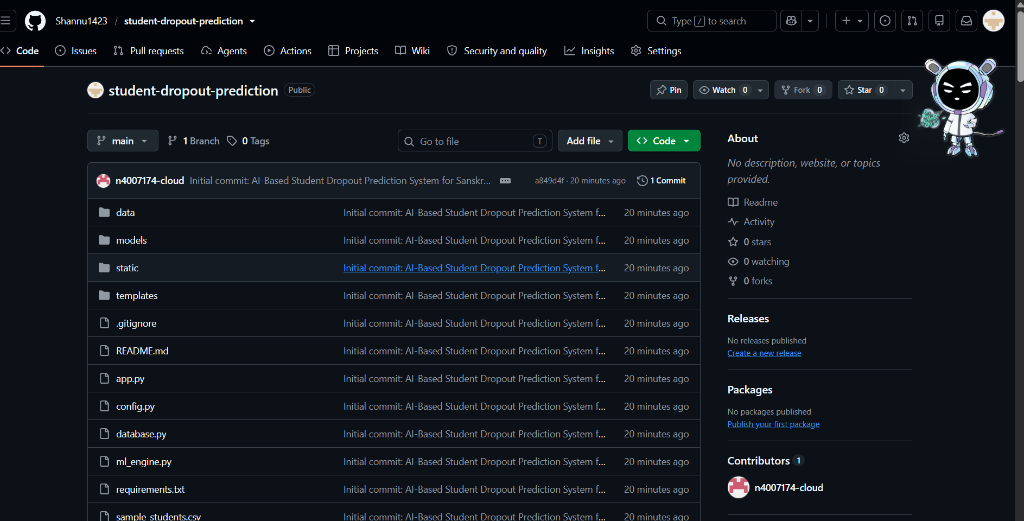 Shannu1423 / student-dropout-prediction
Type / to search
Code Issues Pull requests Agents Actions Projects Wiki Security and quality Insights Settings
student-dropout-prediction Public
Pin Watch 0 Fork 0 Star 0
main 1 Branch 0 Tags Go to file T Add file Code
n4007174-cloud Initial commit: AI-Based Student Dropout Prediction System for Sanskr... a849d4f · 20 minutes ago 1 Commit
data Initial commit: AI-Based Student Dropout Prediction System f... 20 minutes ago
models Initial commit: AI-Based Student Dropout Prediction System f... 20 minutes ago
static Initial commit: AI-Based Student Dropout Prediction System f... 20 minutes ago
templates Initial commit: AI-Based Student Dropout Prediction System f... 20 minutes ago
.gitignore Initial commit: AI-Based Student Dropout Prediction System f... 20 minutes ago
README.md Initial commit: AI-Based Student Dropout Prediction System f... 20 minutes ago
app.py Initial commit: AI-Based Student Dropout Prediction System f... 20 minutes ago
config.py Initial commit: AI-Based Student Dropout Prediction System f... 20 minutes ago
database.py Initial commit: AI-Based Student Dropout Prediction System f... 20 minutes ago
ml_engine.py Initial commit: AI-Based Student Dropout Prediction System f... 20 minutes ago
requirements.txt Initial commit: AI-Based Student Dropout Prediction System f... 20 minutes ago
sample_students.csv Initial commit: AI-Based Student Dropout Prediction System f... 20 minutes ago
About
No description, website, or topics
provided.
Readme
Activity
0 stars
0 watching
0 forks
Releases
No releases published
Create a new release
Packages
No packages published
Publish your first package
Contributors 1
n4007174-cloud